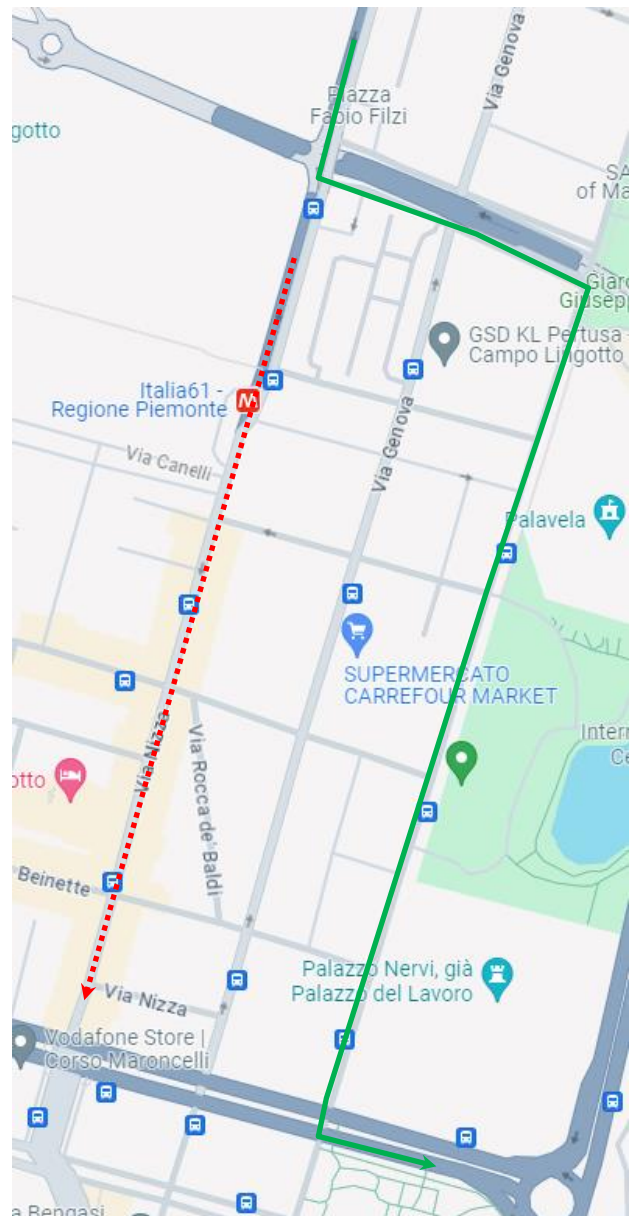 Via Genova
Piazza
Fabio Filzi
gotto
SA
of Ma
Giard
Giusepp
GSD KL Pertusa -
Campo Lingotto
Italia61 -
Regione Piemonte
M
Via Canelli
Via Genova
Palavela
SUPERMERCATO
CARREFOUR MARKET
Intern
Ce
Via Nizza
Via Rocca de' Baldi
otto
Beinette
Palazzo Nervi, già
Palazzo del Lavoro
Via Nizza
Vodafone Store |
Corso Maroncelli
a Bengasi